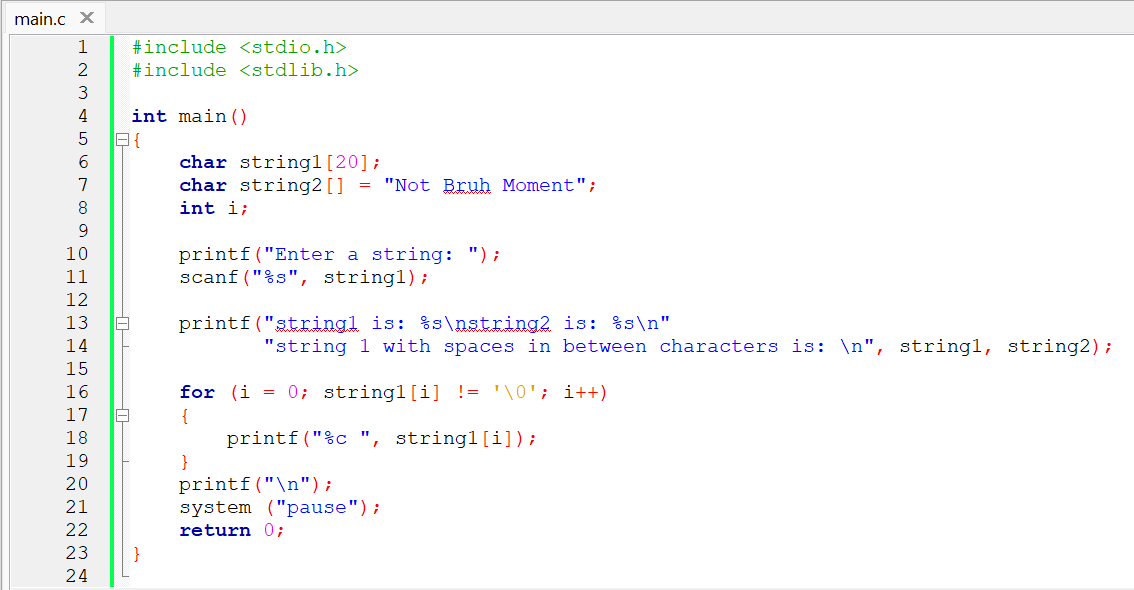 main.c ✕
1 #include <stdio.h>
2 #include <stdlib.h>
3
4 int main()
5 {
6 char string1[20];
7 char string2[] = "Not Bruh Moment";
8 int i;
9
10 printf("Enter a string: ");
11 scanf("%s", string1);
12
13 printf("string1 is: %s\nstring2 is: %s\n"
14 "string 1 with spaces in between characters is: \n", string1, string2);
15
16 for (i = 0; string1[i] != '\0'; i++)
17 {
18 printf("%c ", string1[i]);
19 }
20 printf("\n");
21 system ("pause");
22 return 0;
23 }
24